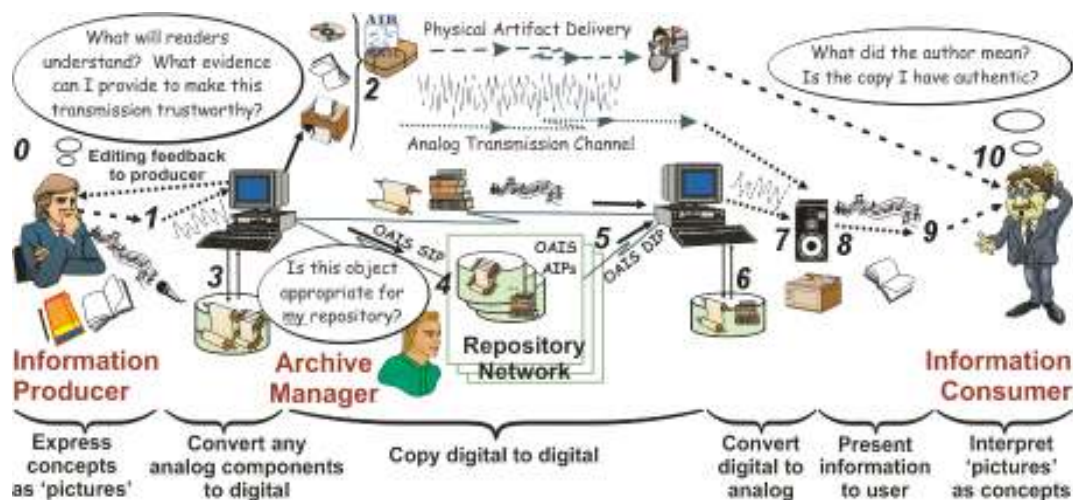 What will readers
understand? What evidence
can I provide to make this
transmission trustworthy?
AIR
2
Physical Artifact Delivery
Analog Transmission Channel
What did the author mean?
Is the copy I have authentic?
0
Editing feedback
to producer
1
3
OAIS SIP
4
Is this object
appropriate for
my repository?
OAIS
AIPs
Repository
Network
5
OAIS DIP
6
7
8
9
10
Information
Producer
Archive
Manager
Information
Consumer
Express
concepts
as 'pictures'
Convert any
analog components
to digital
Copy digital to digital
Convert
digital to
analog
Present
information
to user
Interpret
'pictures'
as concepts